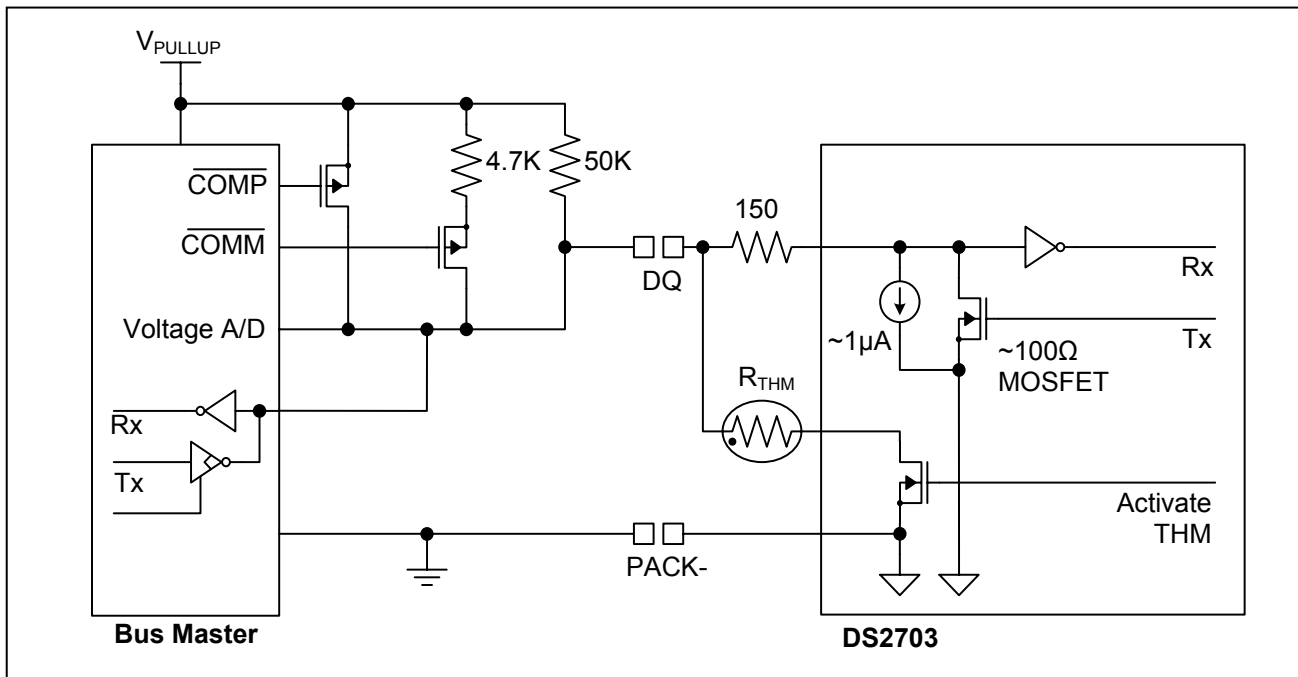 VPULLUP
COMP
4.7K
50K
COMM
150
DQ
Rx
Voltage A/D
~1µA
Tx
~100Ω
MOSFET
RTHM
Rx
Tx
Activate
THM
PACK-
Bus Master
DS2703